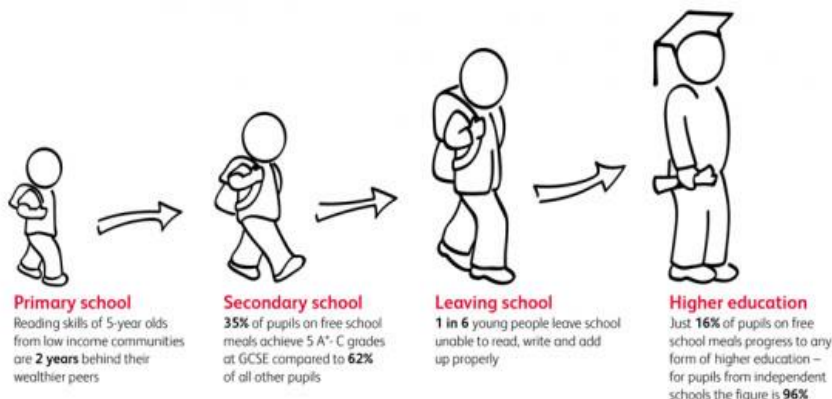 Primary school
Reading skills of 5-year olds
from low income communities
are 2 years behind their
wealthier peers
Secondary school
35% of pupils on free school
meals achieve 5 A*- C grades
at GCSE compared to 62%
of all other pupils
Leaving school
1 in 6 young people leave school
unable to read, write and add
up properly
Higher education
Just 16% of pupils on free
school meals progress to any
form of higher education –
for pupils from independent
schools the figure is 96%